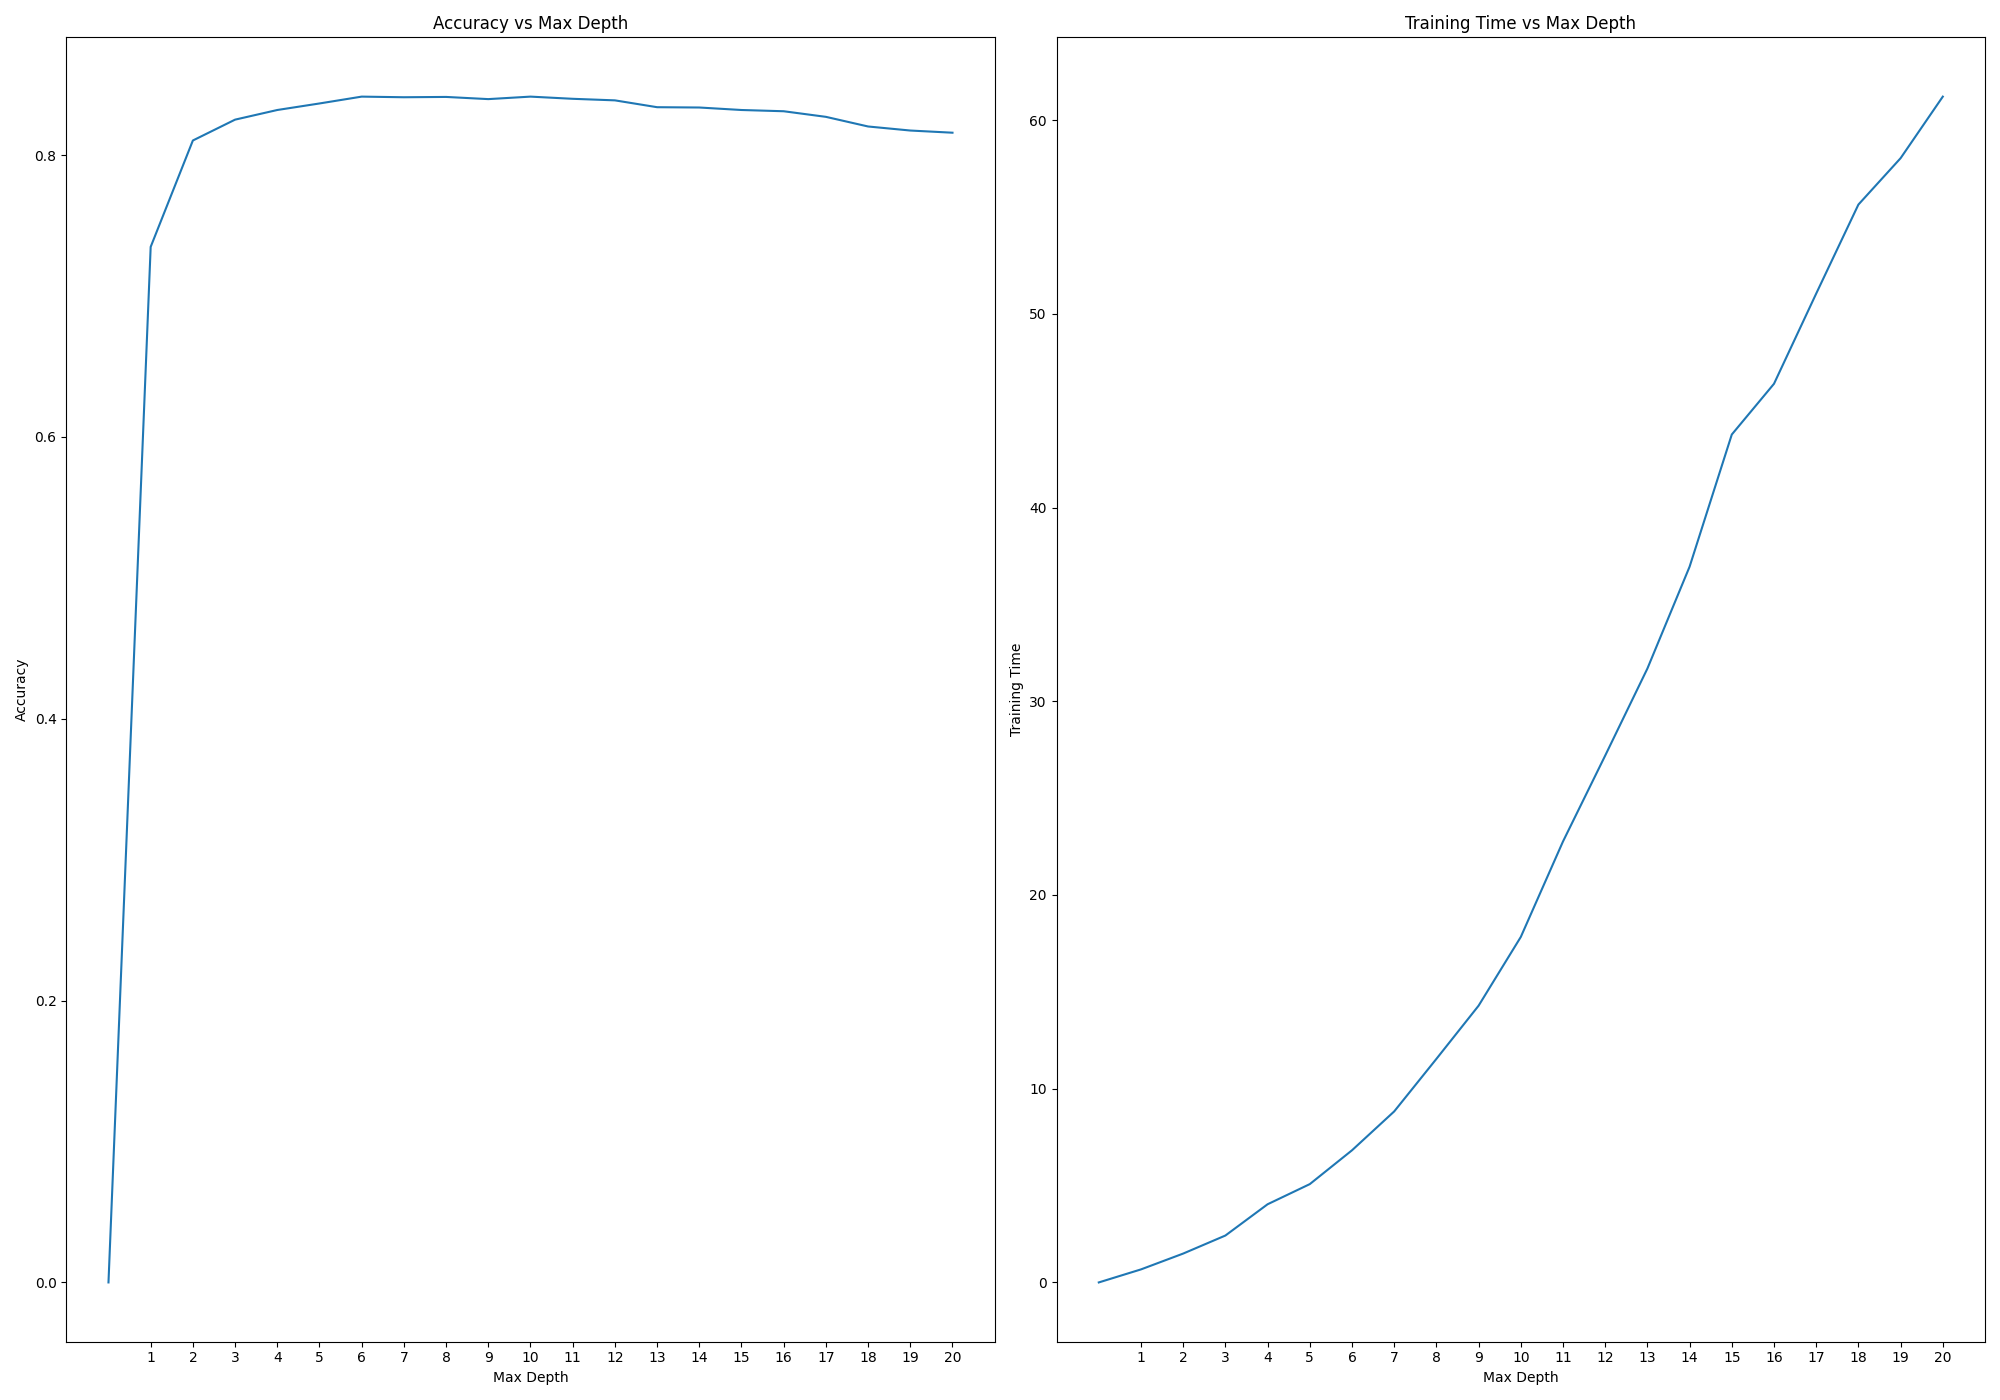 Accuracy vs Max Depth
Accuracy
0.8
0.6
0.4
0.2
0.0
1 2 3 4 5 6 7 8 9 10 11 12 13 14 15 16 17 18 19 20
Max Depth
Training Time vs Max Depth
Training Time
60
50
40
30
20
10
0
1 2 3 4 5 6 7 8 9 10 11 12 13 14 15 16 17 18 19 20
Max Depth